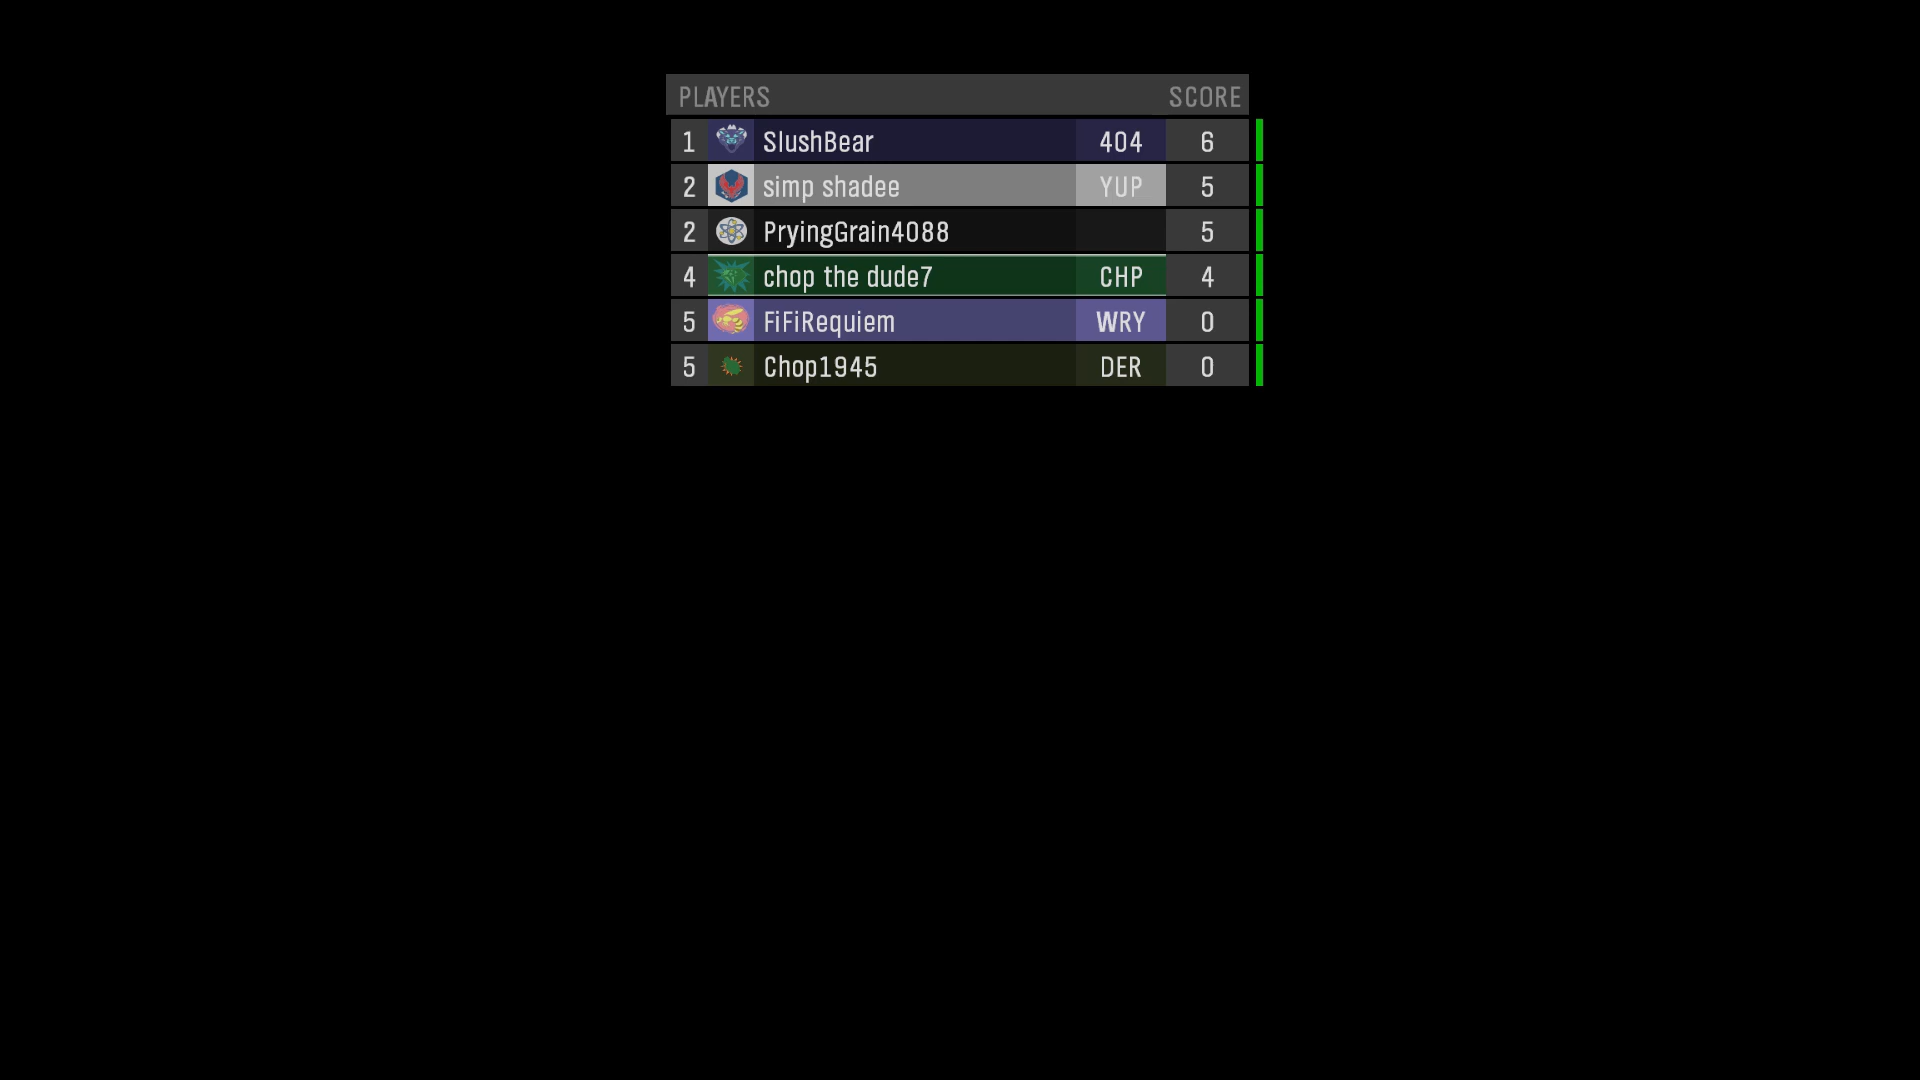 PLAYERS SCORE
1 SlushBear 404 6
2 simp shadee YUP 5
2 PryingGrain4088 5
4 chop the dude7 CHP 4
5 FiFiRequiem WRY 0
5 Chop1945 DER 0